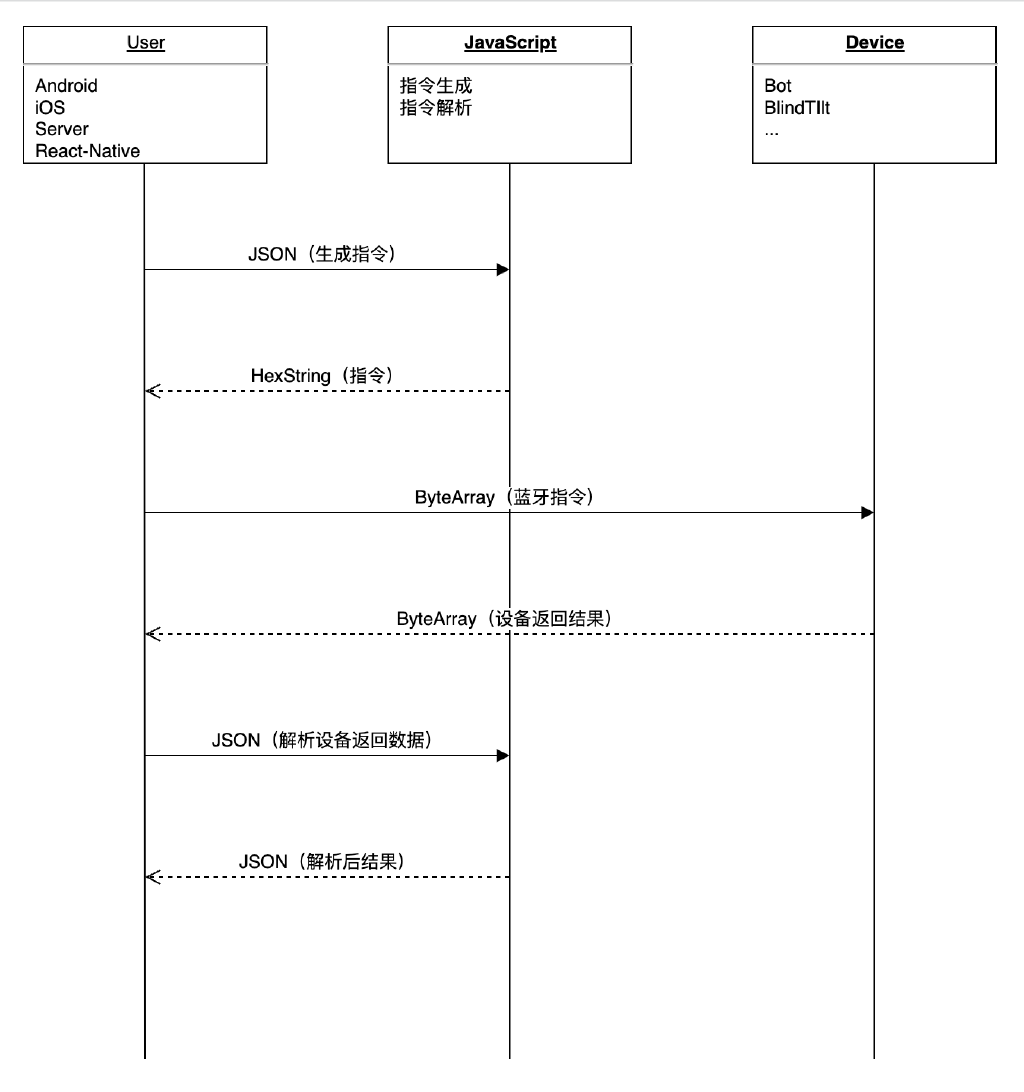 User
Android
iOS
Server
React-Native
JavaScript
指令生成
指令解析
Device
Bot
BlindTIlt
...
JSON（生成指令）
HexString（指令）
ByteArray（蓝牙指令）
ByteArray（设备返回结果）
JSON（解析设备返回数据）
JSON（解析后结果）